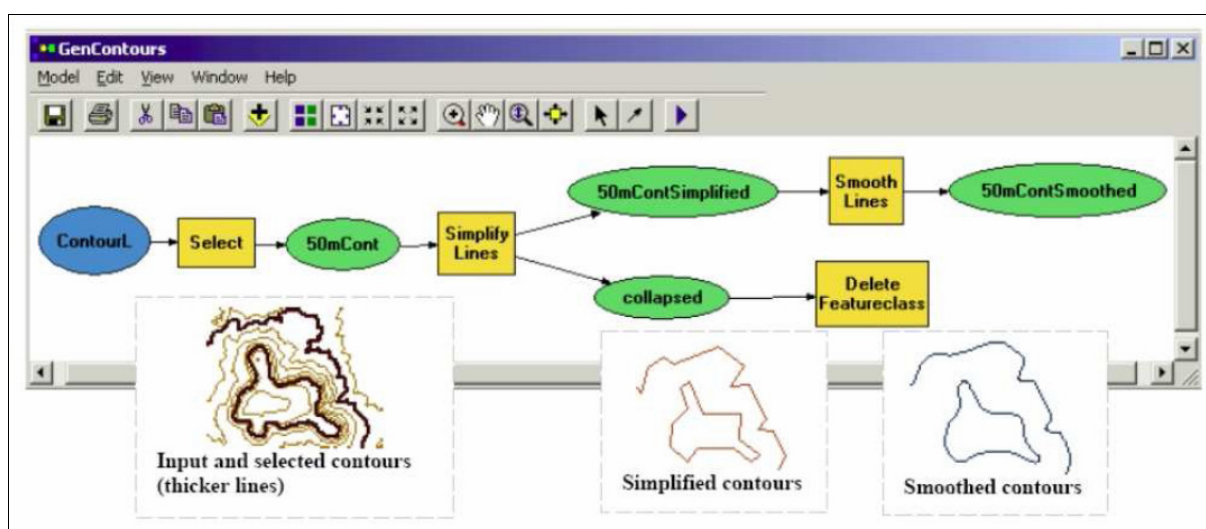 GenContours
Model Edit View Window Help
ContourL
Select
50mCont
Simplify
Lines
50mContSimplified
Smooth
Lines
50mContSmoothed
collapsed
Delete
Featureclass
Input and selected contours
(thicker lines)
Simplified contours
Smoothed contours